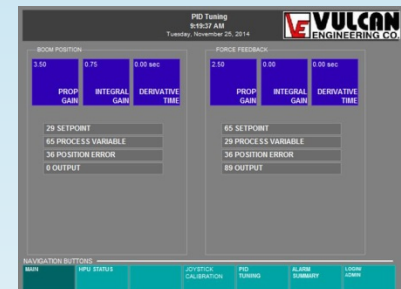 PID Tuning
9:19:37 AM
Tuesday, November 25, 2014
VE VULCAN
ENGINEERING CO.
BOOM POSITION
3.50
PROP
GAIN
0.75
INTEGRAL
GAIN
0.00 sec
DERIVATIVE
TIME
29 SETPOINT
65 PROCESS VARIABLE
36 POSITION ERROR
0 OUTPUT
FORCE FEEDBACK
2.50
PROP
GAIN
0.00
INTEGRAL
GAIN
0.00 sec
DERIVATIVE
TIME
65 SETPOINT
29 PROCESS VARIABLE
36 POSITION ERROR
89 OUTPUT
NAVIGATION BUTTONS
MAIN
HPU STATUS
JOYSTICK
CALIBRATION
PID
TUNING
ALARM
SUMMARY
LOGIN/
ADMIN